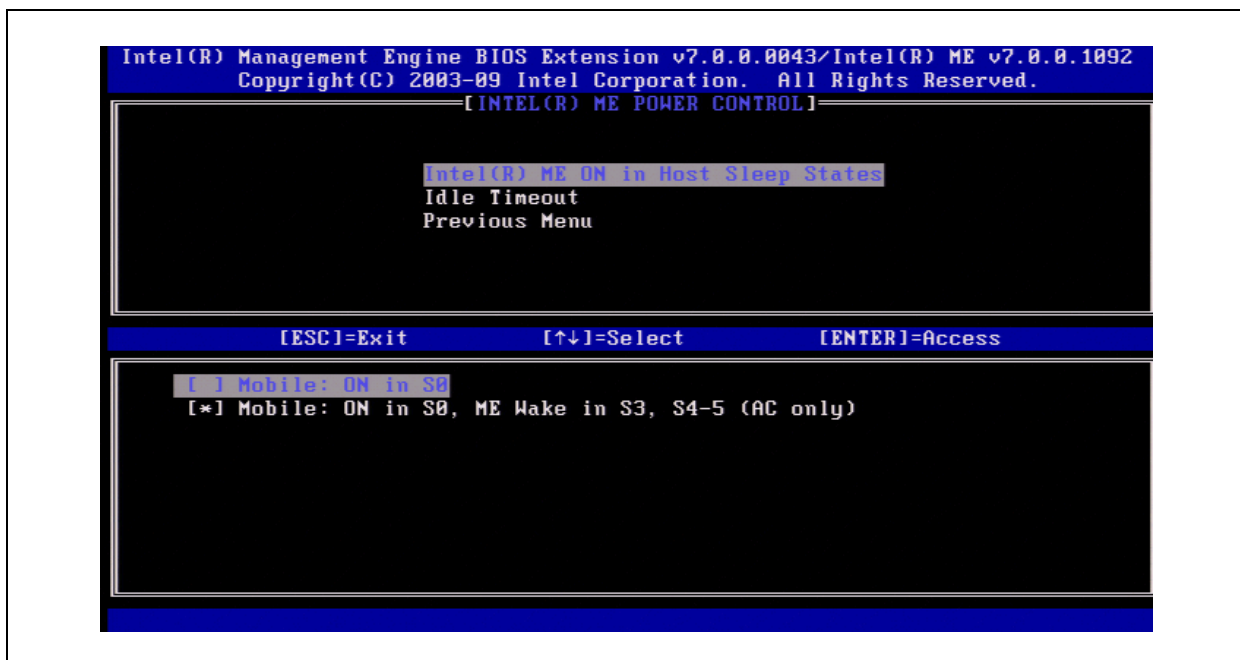 Intel(R) Management Engine BIOS Extension v7.0.0.0043/Intel(R) ME v7.0.0.1092
Copyright(C) 2003-09 Intel Corporation. All Rights Reserved.
[INTEL(R) ME POWER CONTROL]
Intel(R) ME ON in Host Sleep States
Idle Timeout
Previous Menu
[ESC]=Exit [↑↓]=Select [ENTER]=Access
[ ] Mobile: ON in S0
[*] Mobile: ON in S0, ME Wake in S3, S4-5 (AC only)